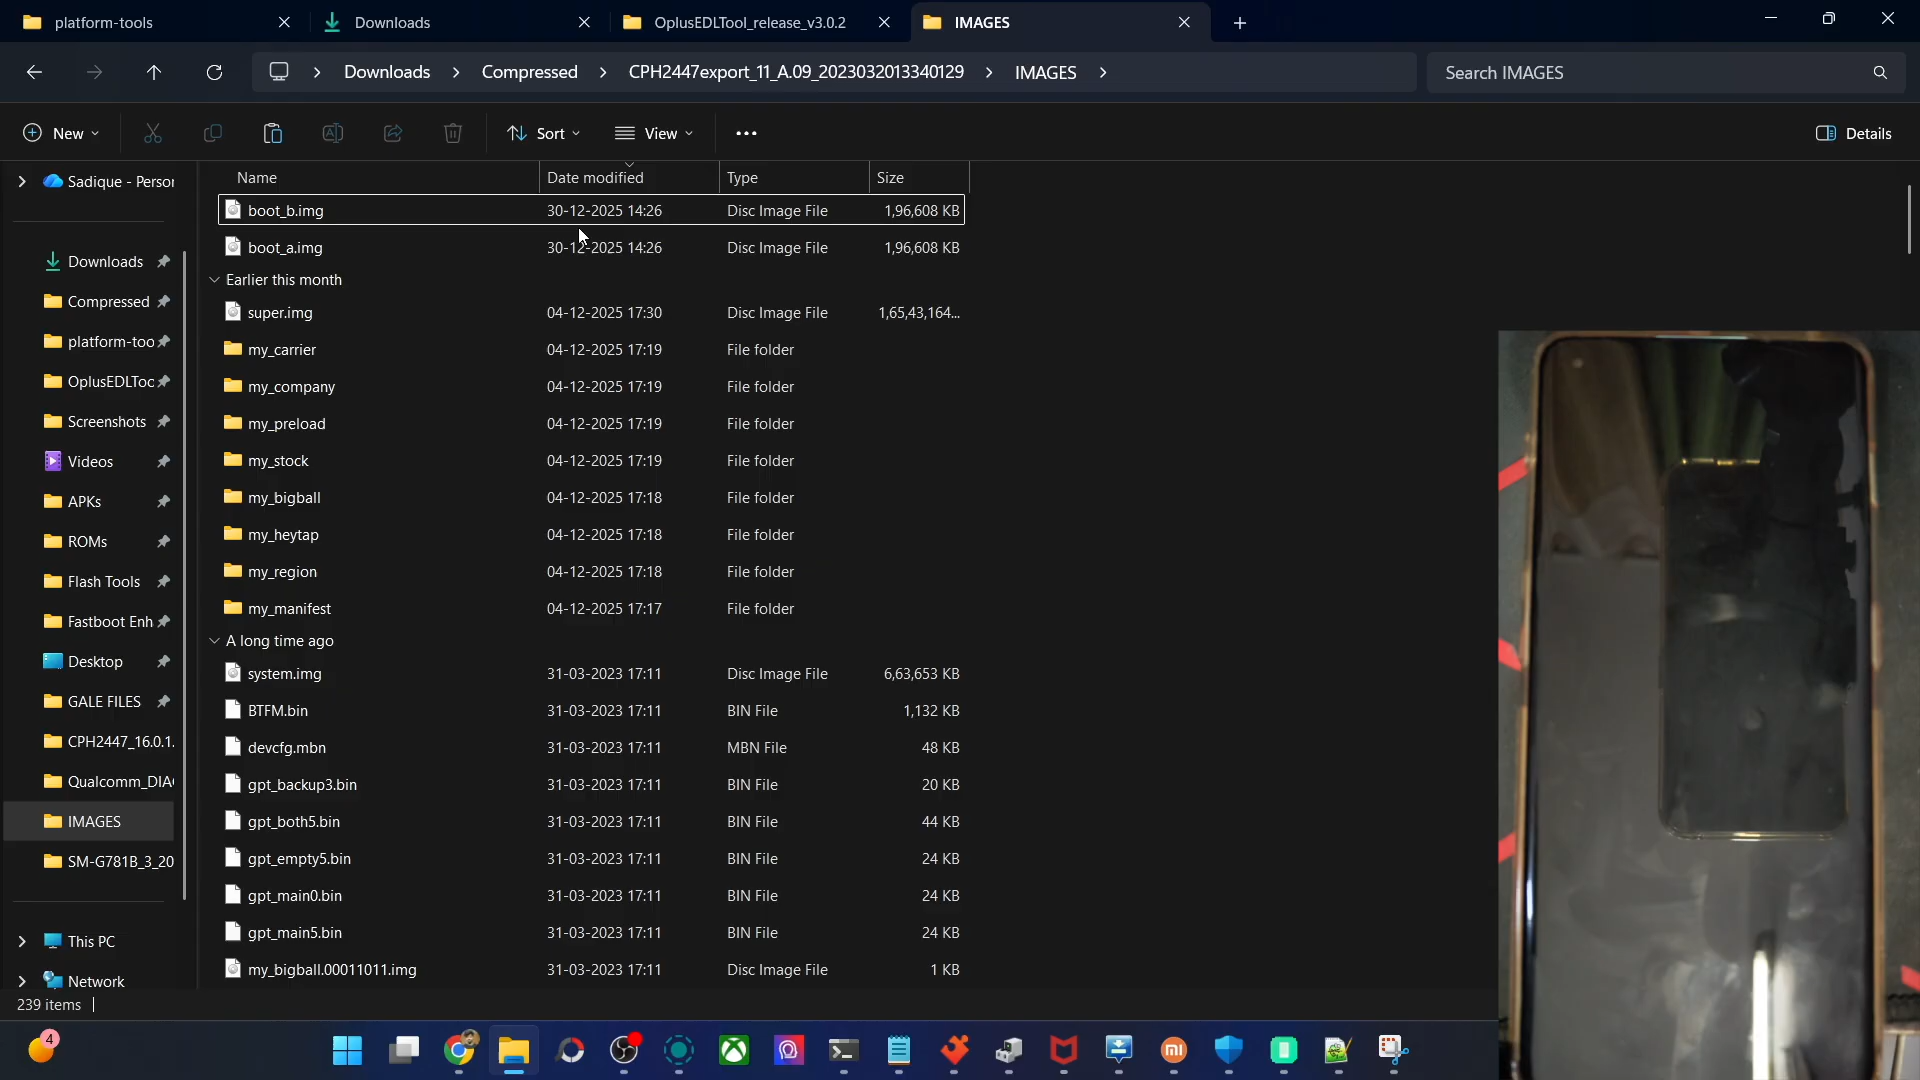 platform-tools
Downloads
OplusEDLTool_release_v3.0.2
IMAGES
Downloads
Compressed
CPH2447export_11_A.09_2023032013340129
IMAGES
Search IMAGES
New
Sort
View
Details
Name
Date modified
Type
Size
boot_b.img 30-12-2025 14:26 Disc Image File 1,96,608 KB
boot_a.img 30-12-2025 14:26 Disc Image File 1,96,608 KB
Earlier this month
super.img 04-12-2025 17:30 Disc Image File 1,65,43,164...
my_carrier 04-12-2025 17:19 File folder
my_company 04-12-2025 17:19 File folder
my_preload 04-12-2025 17:19 File folder
my_stock 04-12-2025 17:19 File folder
my_bigball 04-12-2025 17:18 File folder
my_heytap 04-12-2025 17:18 File folder
my_region 04-12-2025 17:18 File folder
my_manifest 04-12-2025 17:17 File folder
A long time ago
system.img 31-03-2023 17:11 Disc Image File 6,63,653 KB
BTFM.bin 31-03-2023 17:11 BIN File 1,132 KB
devcfg.mbn 31-03-2023 17:11 MBN File 48 KB
gpt_backup3.bin 31-03-2023 17:11 BIN File 20 KB
gpt_both5.bin 31-03-2023 17:11 BIN File 44 KB
gpt_empty5.bin 31-03-2023 17:11 BIN File 24 KB
gpt_main0.bin 31-03-2023 17:11 BIN File 24 KB
gpt_main5.bin 31-03-2023 17:11 BIN File 24 KB
my_bigball.00011011.img 31-03-2023 17:11 Disc Image File 1 KB
Sadique - Person
Downloads
Compressed
platform-too
OplusEDLToo
Screenshots
Videos
APKs
ROMs
Flash Tools
Fastboot Enh
Desktop
GALE FILES
CPH2447_16.0.1.
Qualcomm_DIA
IMAGES
SM-G781B_3_20
This PC
Network
239 items
4
mi